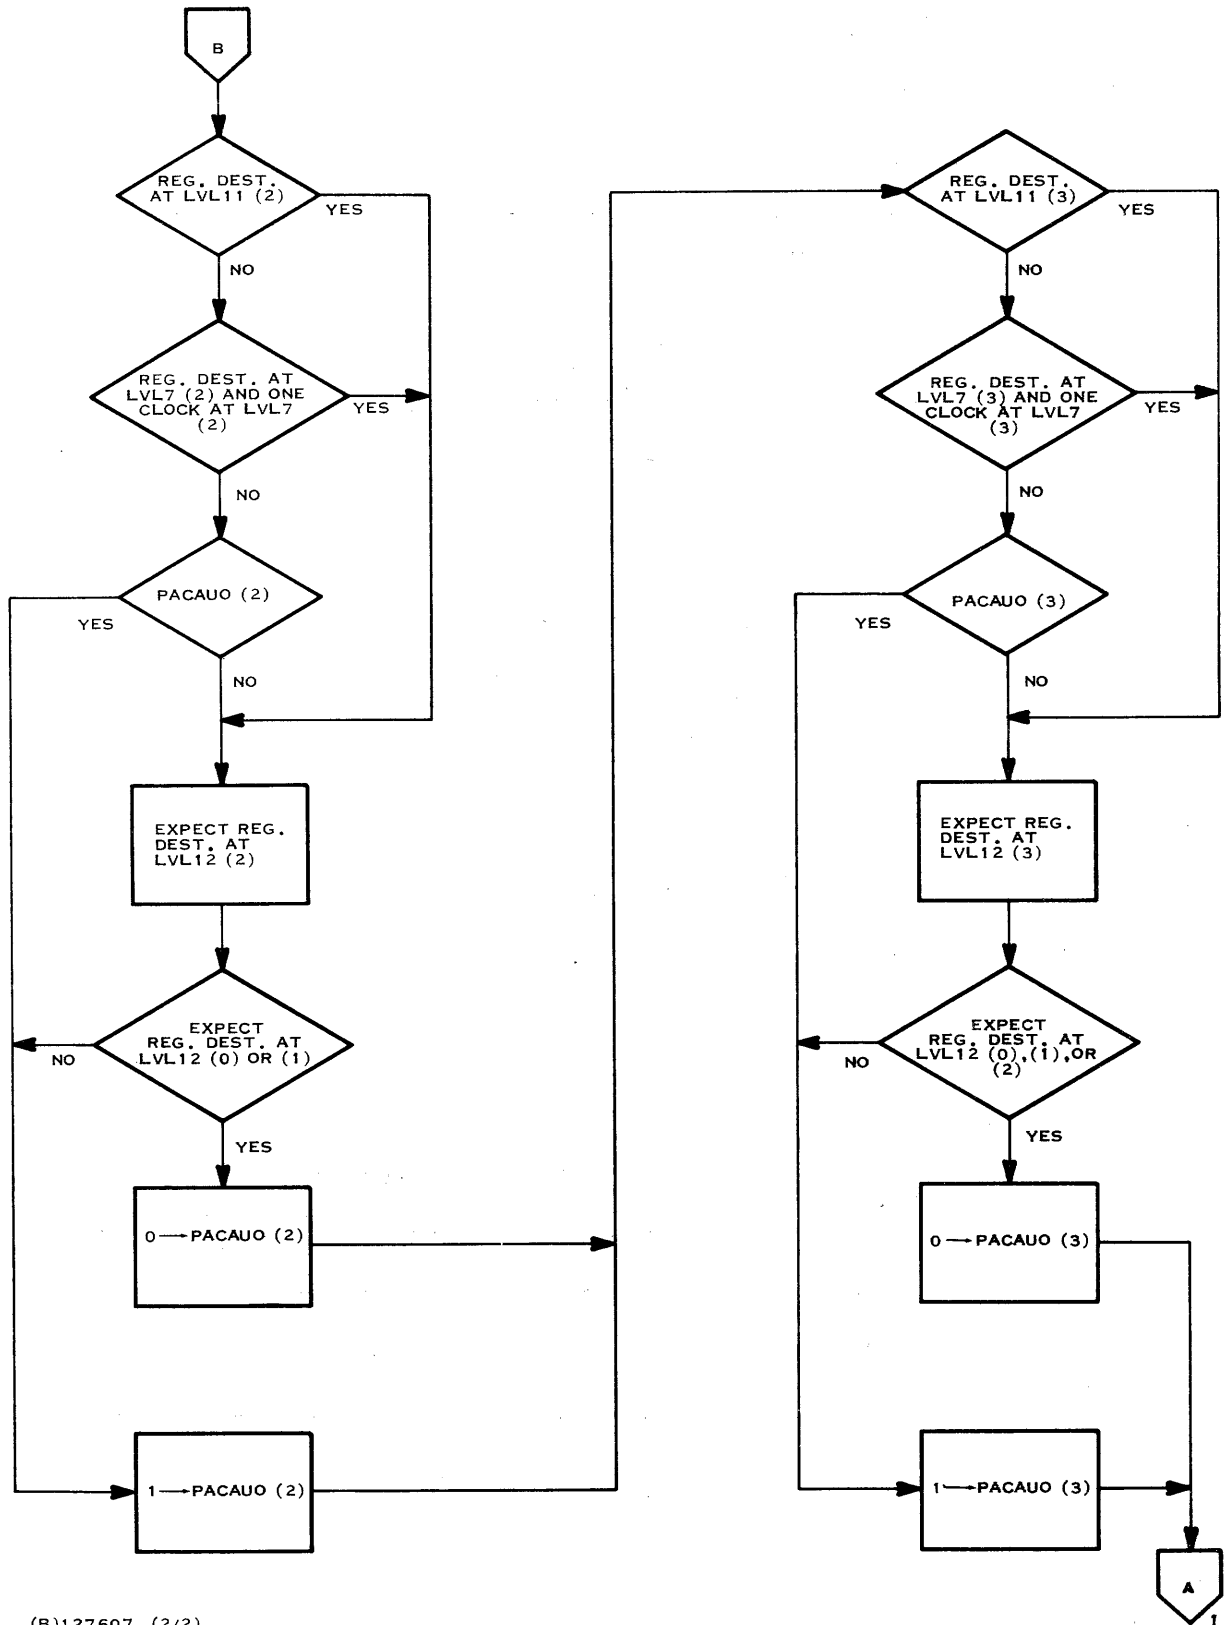 B
REG. DEST.
AT LVL11 (2)
YES
NO
REG. DEST. AT
LVL7 (2) AND ONE
CLOCK AT LVL7
(2)
YES
NO
PACAUO (2)
YES
NO
EXPECT REG.
DEST. AT
LVL12 (2)
EXPECT
REG. DEST. AT
LVL12 (0) OR (1)
NO
YES
0→PACAUO (2)
1→PACAUO (2)
REG. DEST.
AT LVL11 (3)
YES
NO
REG. DEST. AT
LVL7 (3) AND ONE
CLOCK AT LVL7
(3)
YES
NO
PACAUO (3)
YES
NO
EXPECT REG.
DEST. AT
LVL12 (3)
EXPECT
REG. DEST. AT
LVL12 (0),(1),OR
(2)
NO
YES
0→PACAUO (3)
1→PACAUO (3)
A
1
(B)127607 (2/2)